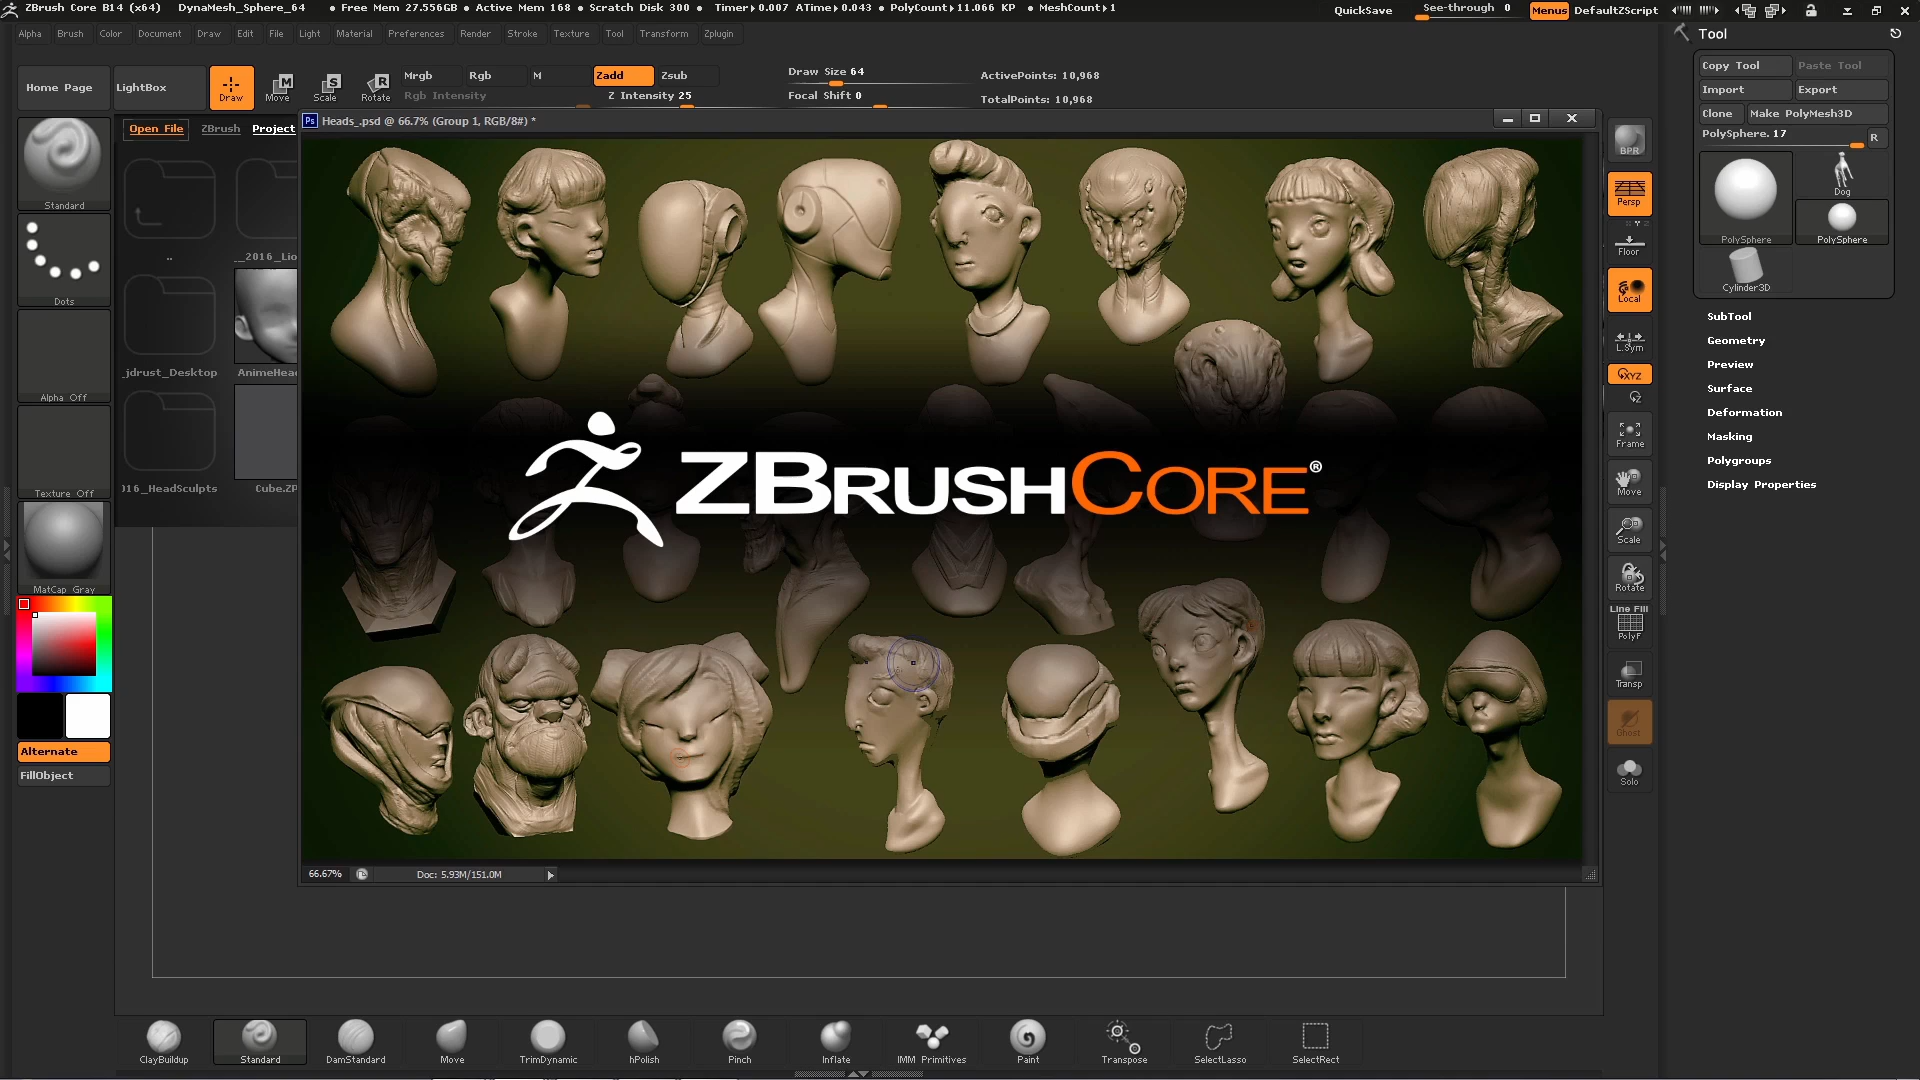 ZBrush Core B14 (x64) DynaMesh_Sphere_64 • Free Mem 27.556GB • Active Mem 168 • Scratch Disk 300 • Timer▸0.007 ATime▸0.043 • PolyCount▸11.066 KP • MeshCount▸1 QuickSave See-through 0 Menus DefaultZScript
Alpha Brush Color Document Draw Edit File Light Material Preferences Render Stroke Texture Tool Transform Zplugin
Tool
Copy Tool Paste Tool
Import Export
Clone Make PolyMesh3D
PolySphere. 17 R
PolySphere
Dog
PolySphere
Cylinder3D
SubTool
Geometry
Preview
Surface
Deformation
Masking
Polygroups
Display Properties
Home Page LightBox Draw Move Scale Rotate
Mrgb Rgb M Zadd Zsub
Rgb Intensity Z Intensity 25
Draw Size 64
Focal Shift 0
ActivePoints: 10,968
TotalPoints: 10,968
Open File ZBrush Project
Ps Heads_.psd @ 66.7% (Group 1, RGB/8#) *
Standard
Dots
Alpha Off
Texture Off
MatCap Gray
Alternate
FillObject
..
__2016_Lio
_jdrust_Desktop
AnimeHea
016_HeadSculpts
Cube.ZP
ZBRUSHCORE®
66.67% Doc: 5.93M/151.0M
BPR
Persp
Floor
Local
L.Sym
XYZ
Z
Frame
Move
Scale
Rotate
Line Fill
PolyF
Transp
Ghost
Solo
ClayBuildup Standard DamStandard Move TrimDynamic hPolish Pinch Inflate IMM Primitives Paint Transpose SelectLasso SelectRect